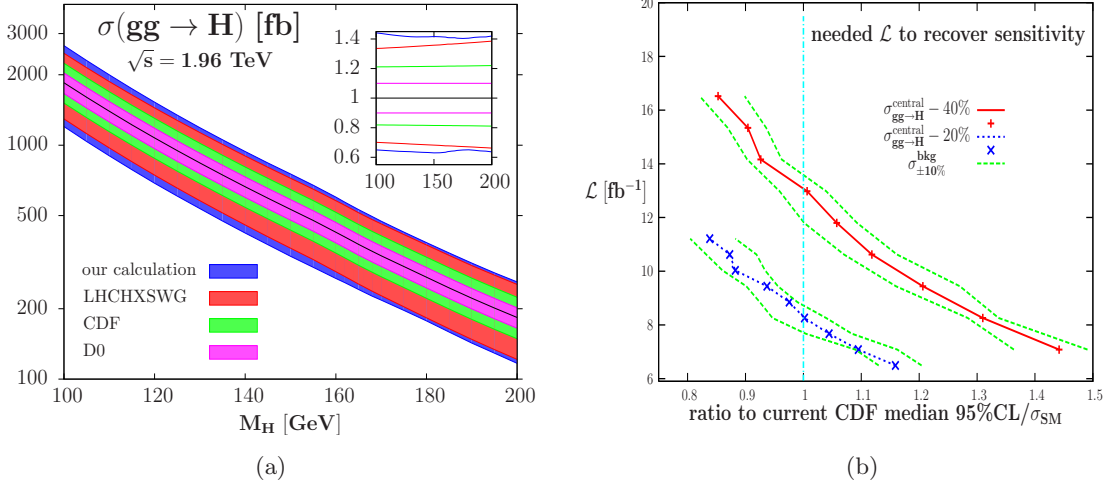 σ(gg → H) [fb]
√s = 1.96 TeV
3000
2000
1000
500
200
100
1.4
1.2
1
0.8
0.6
100 150 200
our calculation
LHCHXSWG
CDF
D0
100 120 140 160 180 200
M_H [GeV]
(a)
needed ℒ to recover sensitivity
σ^central_gg→H − 40%
σ^central_gg→H − 20%
σ^bkg_±10%
ℒ [fb⁻¹]
20
18
16
14
12
10
8
6
0.8 0.9 1 1.1 1.2 1.3 1.4 1.5
ratio to current CDF median 95%CL/σ_SM
(b)